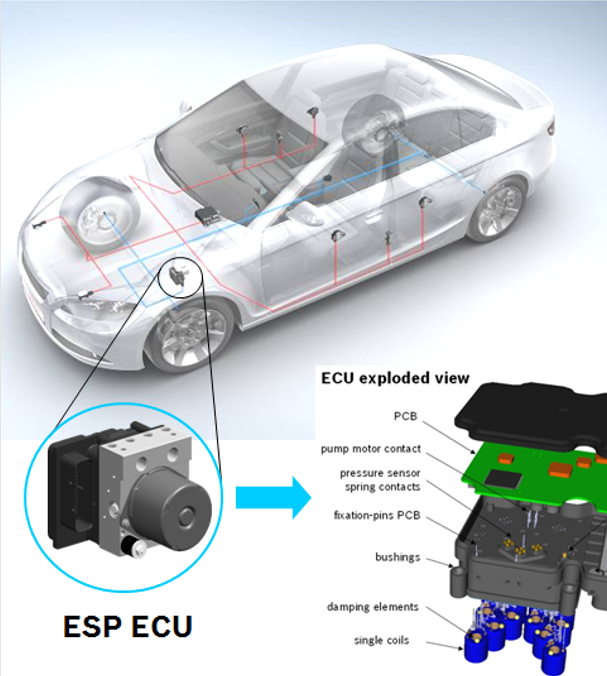 ECU exploded view
PCB
pump motor contact
pressure sensor
spring contacts
fixation-pins PCB
bushings
damping elements
single coils
ESP ECU